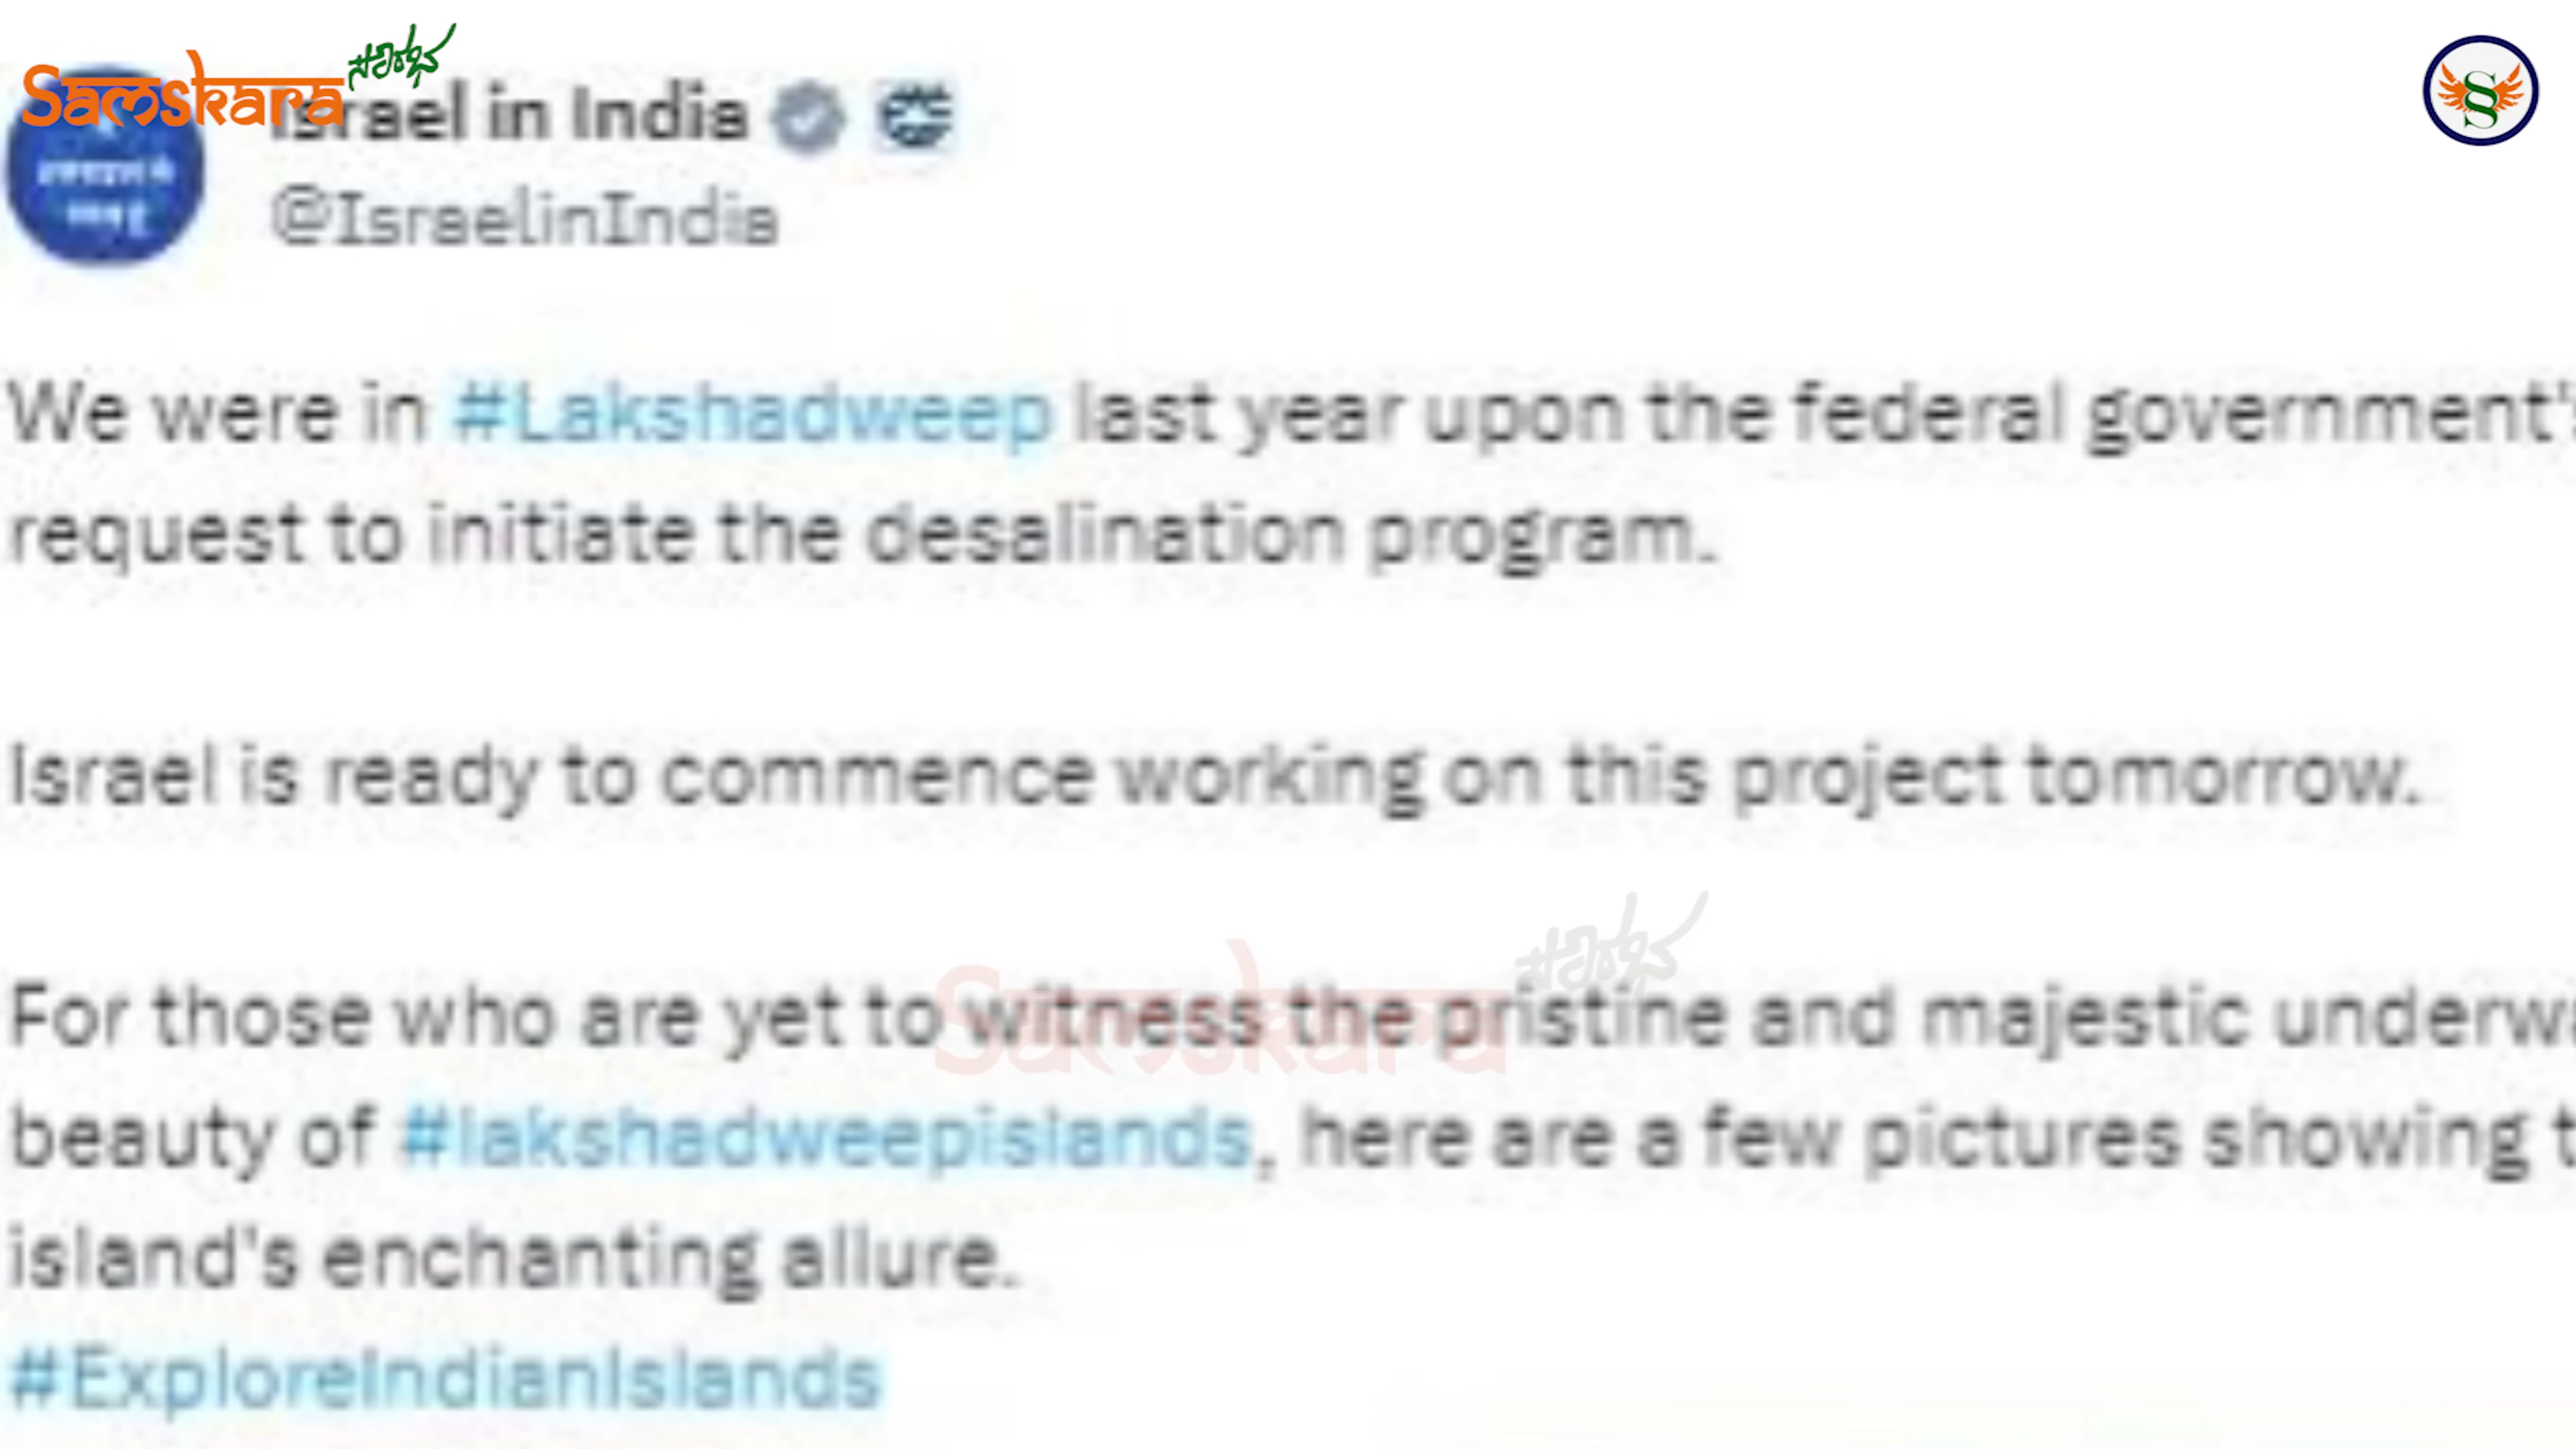 Samskara
Israel in India
@IsraelinIndia
We were in #Lakshadweep last year upon the federal government's
request to initiate the desalination program.
Israel is ready to commence working on this project tomorrow.
Samskara
For those who are yet to witness the pristine and majestic underw
beauty of #lakshadweepislands, here are a few pictures showing t
island's enchanting allure.
#ExploreIndianIslands